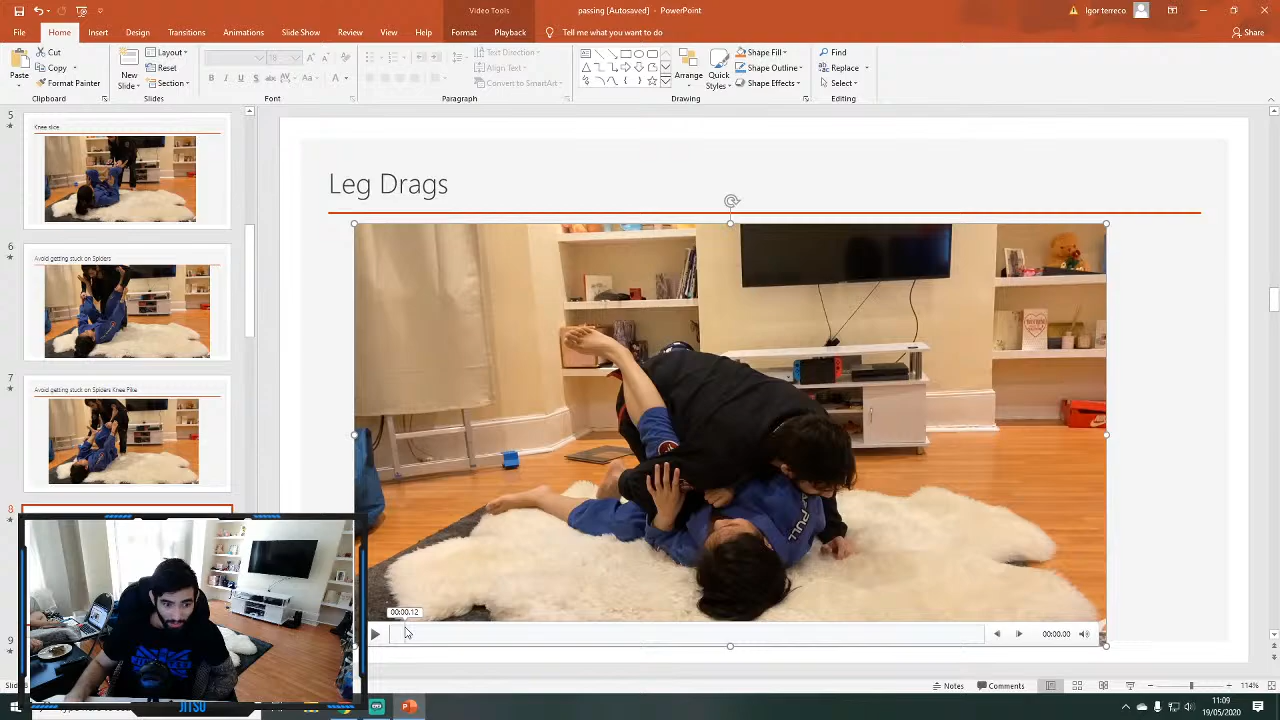 Video Tools
passing [Autosaved] - PowerPoint
Igor terreco
File Home Insert Design Transitions Animations Slide Show Review View Help Format Playback Tell me what you want to do
Share
Paste
Cut
Copy
Format Painter
Clipboard
New Slide
Layout
Reset
Section
Slides
18
B I U S abc AV Aa A
Font
Text Direction
Align Text
Convert to SmartArt
Paragraph
Arrange
Quick Styles
Shape Fill
Shape Outline
Shape Effects
Drawing
Find
Replace
Select
Editing
5
Knee slice
6
Avoid getting stuck on Spiders
7
Avoid getting stuck on Spiders Knee Pike
8
9
Leg Drags
00:00.12
Notes
Comments
114%
JITSU
11:09
19/05/2020